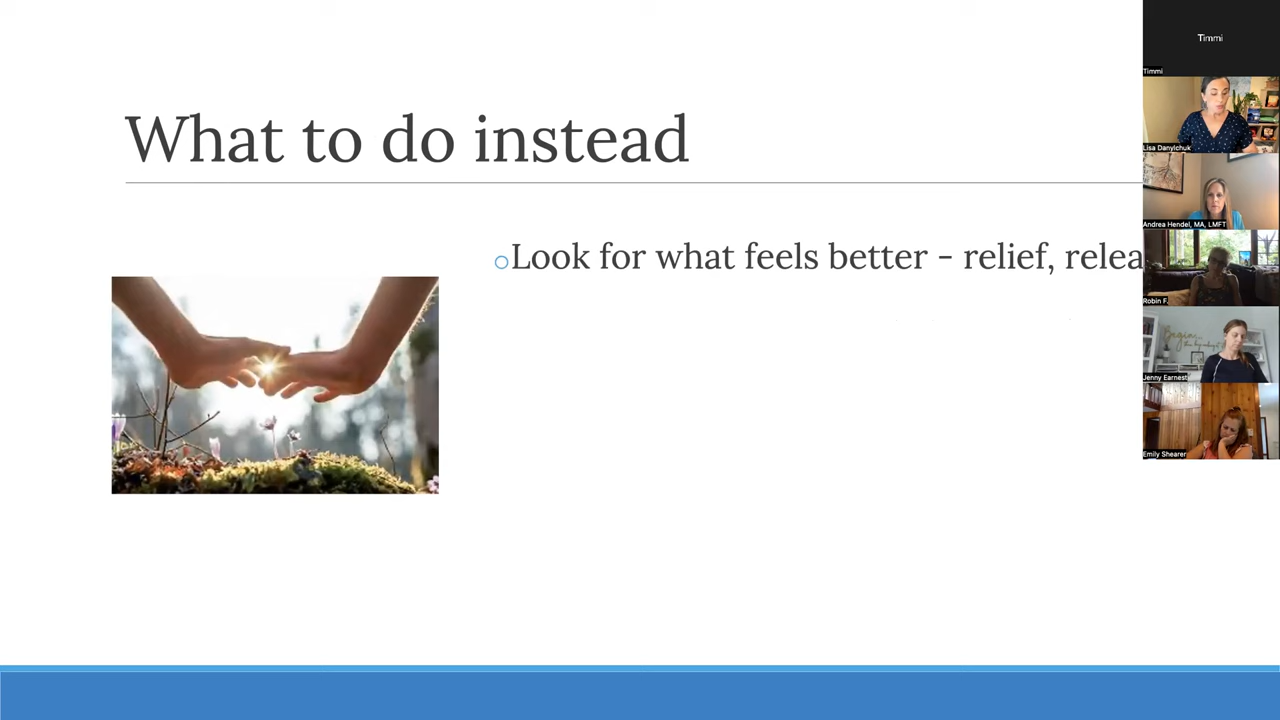 What to do instead
Look for what feels better - relief, relea
Timmi
Timmi
Lisa Danylchuk
Andrea Hendel, MA, LMFT
Robin F.
Begin...
Jenny Earnest
Emily Shearer